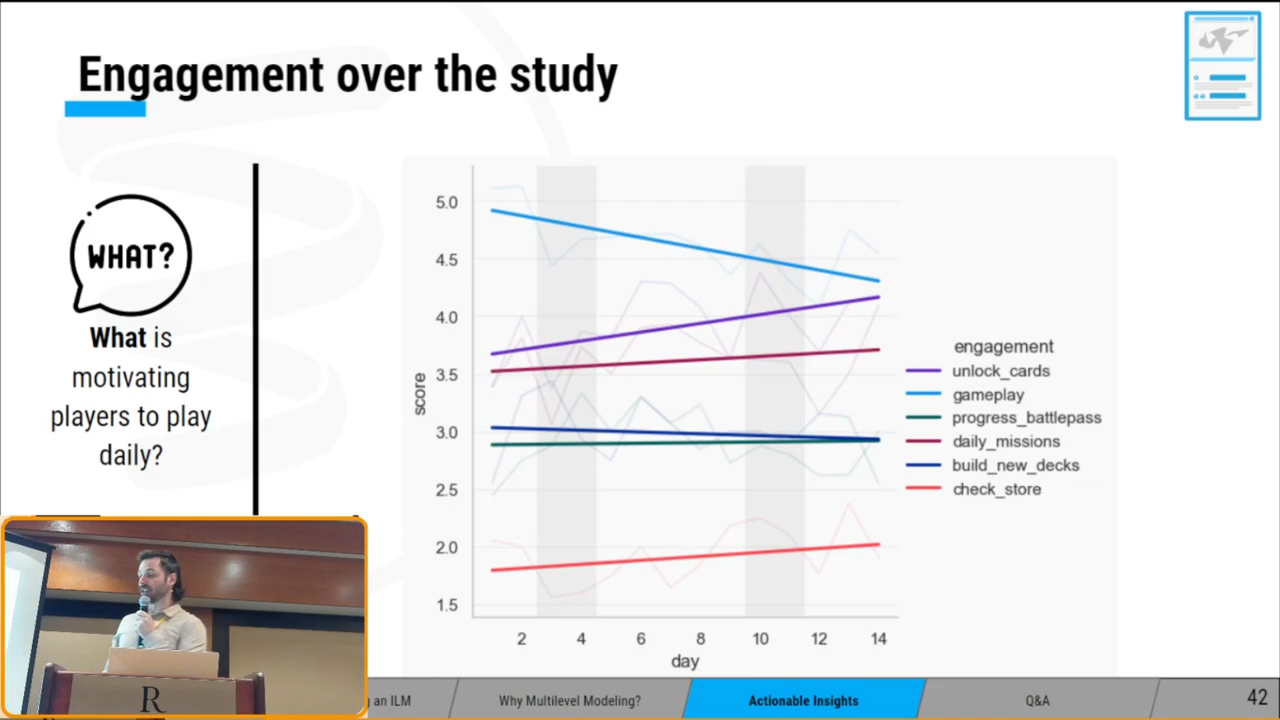 Engagement over the study
WHAT?
What is
motivating
players to play
daily?
score
5.0
4.5
4.0
3.5
3.0
2.5
2.0
1.5
2 4 6 8 10 12 14
day
engagement
unlock_cards
gameplay
progress_battlepass
daily_missions
build_new_decks
check_store
R
an ILM
Why Multilevel Modeling?
Actionable Insights
Q&A
42